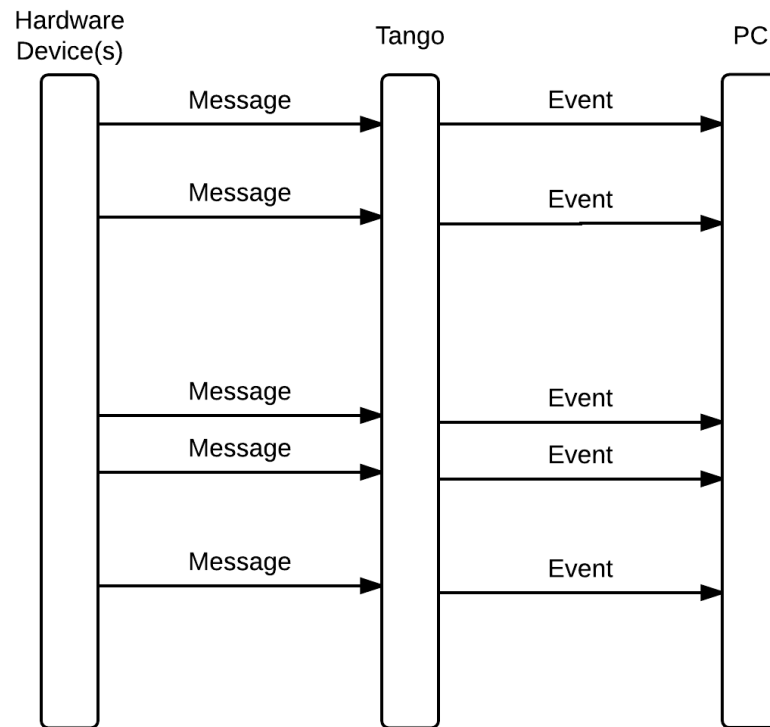 Hardware
Device(s)
Tango
PC
Message
Event
Message
Event
Message
Event
Message
Event
Message
Event